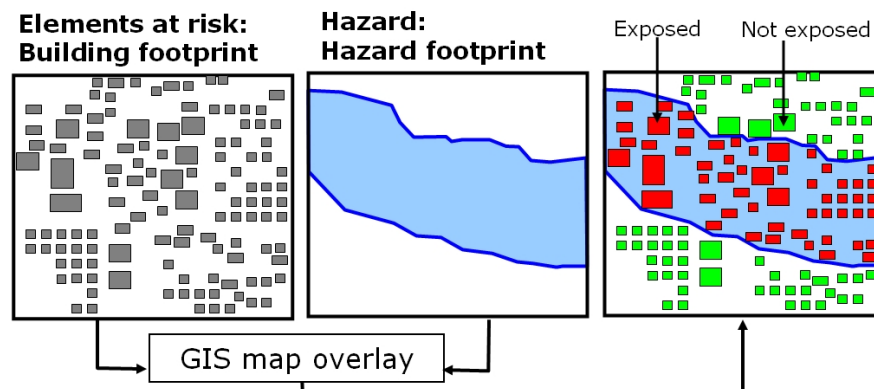 Elements at risk:
Building footprint
Hazard:
Hazard footprint
Exposed
Not exposed
GIS map overlay